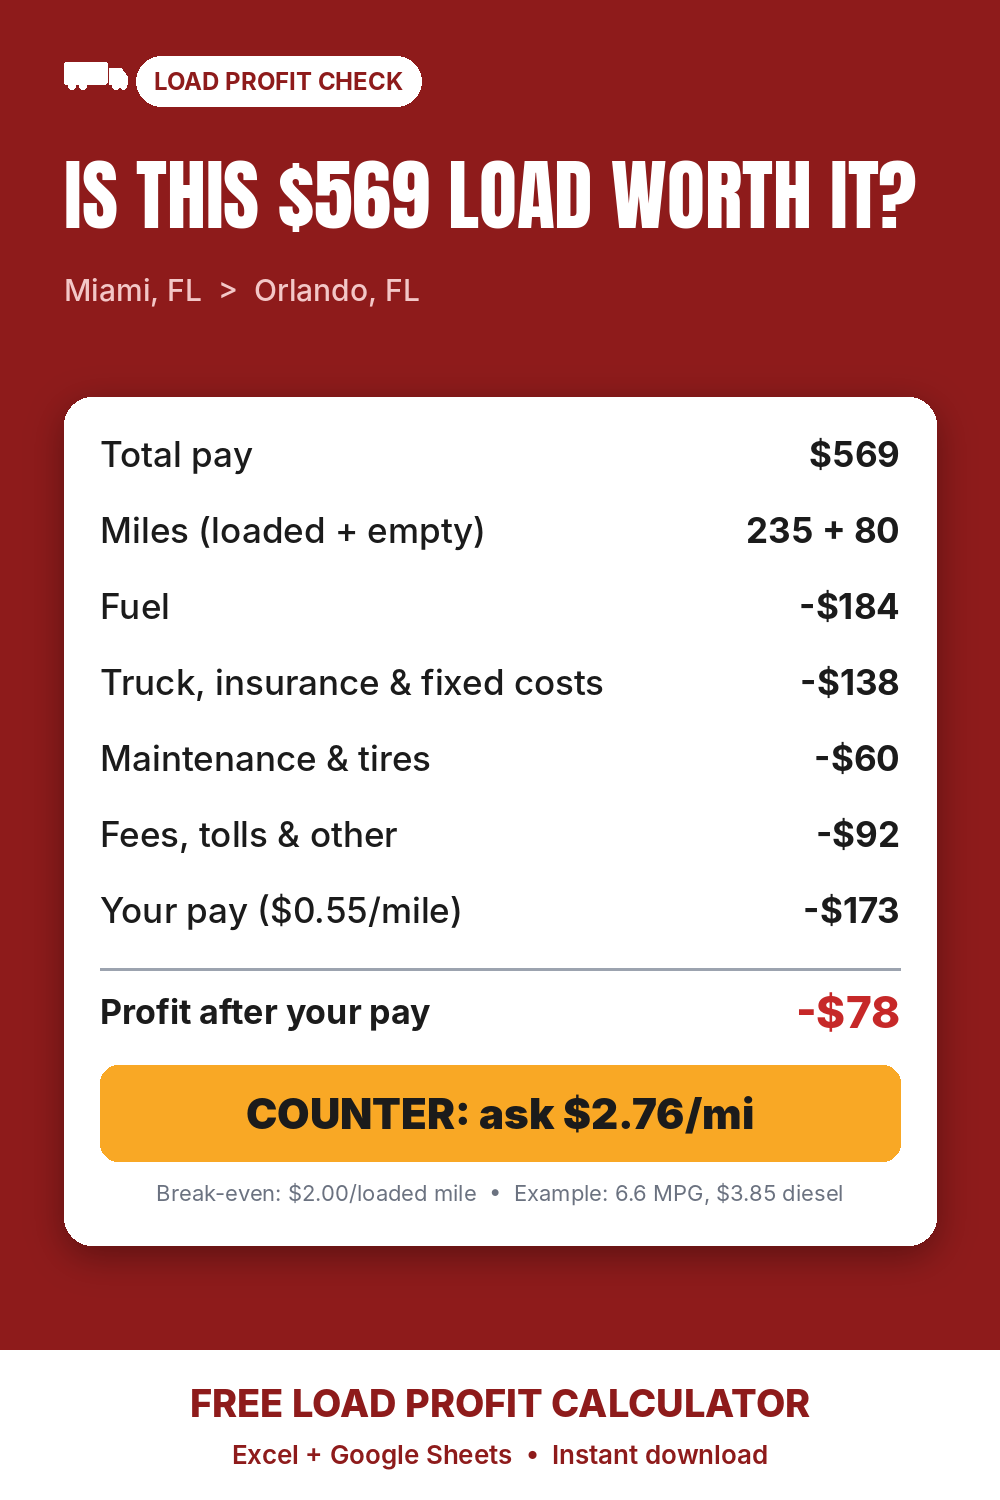 LOAD PROFIT CHECK
IS THIS $569 LOAD WORTH IT?
Miami, FL > Orlando, FL
Total pay $569
Miles (loaded + empty) 235 + 80
Fuel -$184
Truck, insurance & fixed costs -$138
Maintenance & tires -$60
Fees, tolls & other -$92
Your pay ($0.55/mile) -$173
Profit after your pay -$78
COUNTER: ask $2.76/mi
Break-even: $2.00/loaded mile • Example: 6.6 MPG, $3.85 diesel
FREE LOAD PROFIT CALCULATOR
Excel + Google Sheets • Instant download